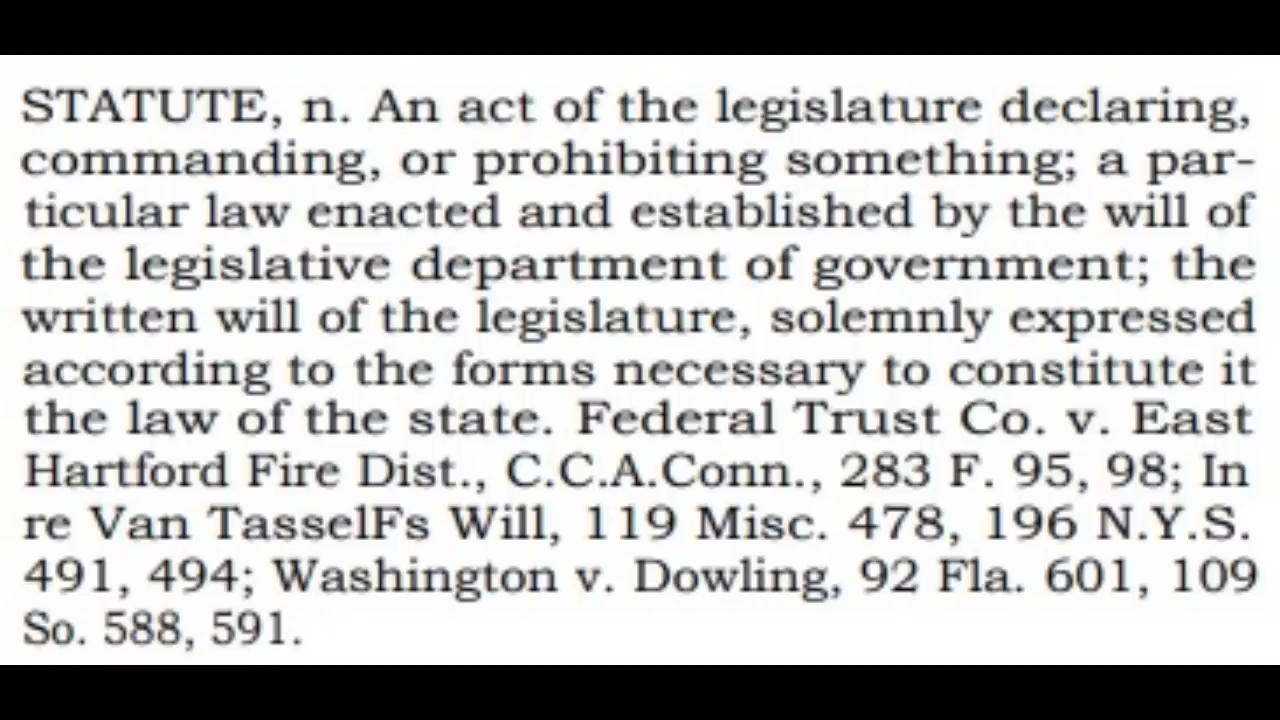 STATUTE, n. An act of the legislature declaring,
commanding, or prohibiting something; a par-
ticular law enacted and established by the will of
the legislative department of government; the
written will of the legislature, solemnly expressed
according to the forms necessary to constitute it
the law of the state. Federal Trust Co. v. East
Hartford Fire Dist., C.C.A.Conn., 283 F. 95, 98; In
re Van TasselFs Will, 119 Misc. 478, 196 N.Y.S.
491, 494; Washington v. Dowling, 92 Fla. 601, 109
So. 588, 591.